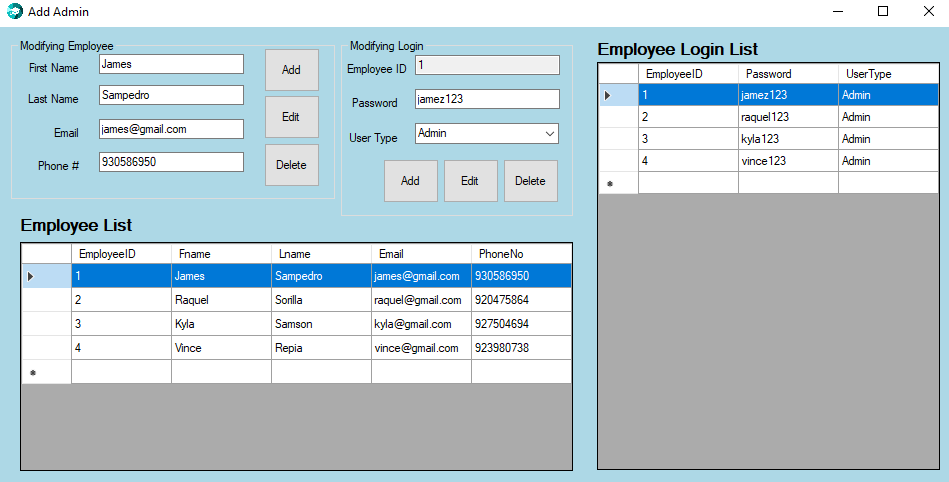 Add Admin
Modifying Employee
First Name James
Last Name Sampedro
Email james@gmail.com
Phone # 930586950
Add
Edit
Delete
Modifying Login
Employee ID 1
Password jamez123
User Type Admin
Add Edit Delete
Employee Login List
EmployeeID Password UserType
1 jamez123 Admin
2 raquel123 Admin
3 kyla123 Admin
4 vince123 Admin
Employee List
EmployeeID Fname Lname Email PhoneNo
1 James Sampedro james@gmail.com 930586950
2 Raquel Sorilla raquel@gmail.com 920475864
3 Kyla Samson kyla@gmail.com 927504694
4 Vince Repia vince@gmail.com 923980738